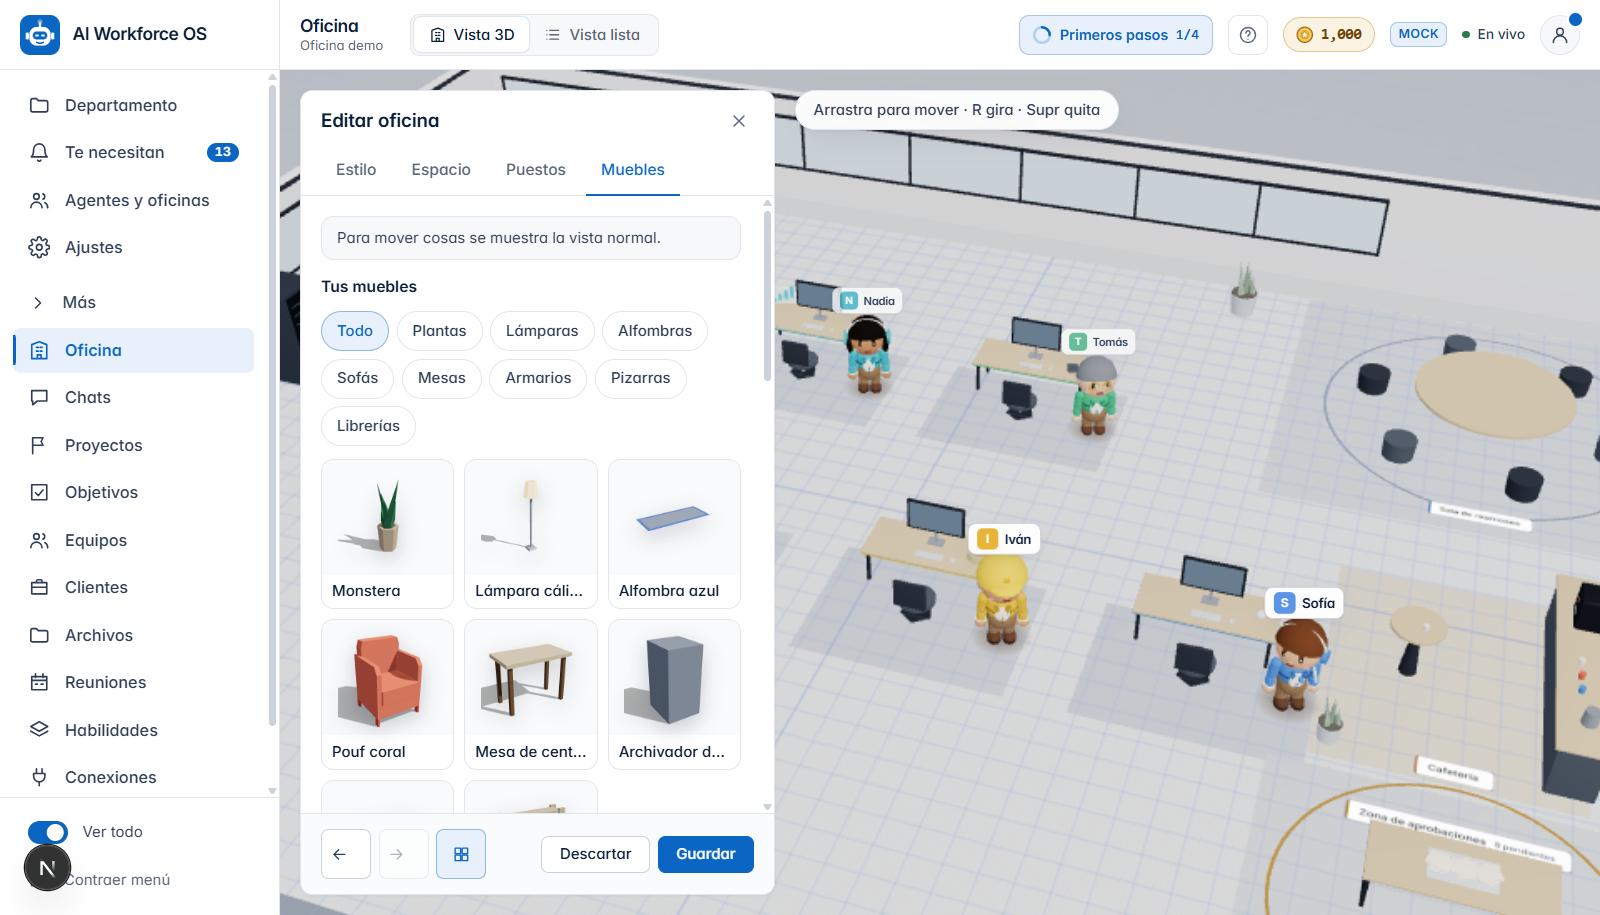 AI Workforce OS
Oficina
Oficina demo
Vista 3D
Vista lista
Primeros pasos 1/4
1,000
MOCK
En vivo
Departamento
Te necesitan
13
Agentes y oficinas
Ajustes
Más
Oficina
Chats
Proyectos
Objetivos
Equipos
Clientes
Archivos
Reuniones
Habilidades
Conexiones
Ver todo
N
Contraer menú
Editar oficina
Estilo
Espacio
Puestos
Muebles
Para mover cosas se muestra la vista normal.
Tus muebles
Todo
Plantas
Lámparas
Alfombras
Sofás
Mesas
Armarios
Pizarras
Librerías
Monstera
Lámpara cáli...
Alfombra azul
Pouf coral
Mesa de cent...
Archivador d...
Descartar
Guardar
Arrastra para mover · R gira · Supr quita
N Nadia
T Tomás
I Iván
S Sofía
Sala de reuniones
Cafetería
Zona de aprobaciones
pendientes